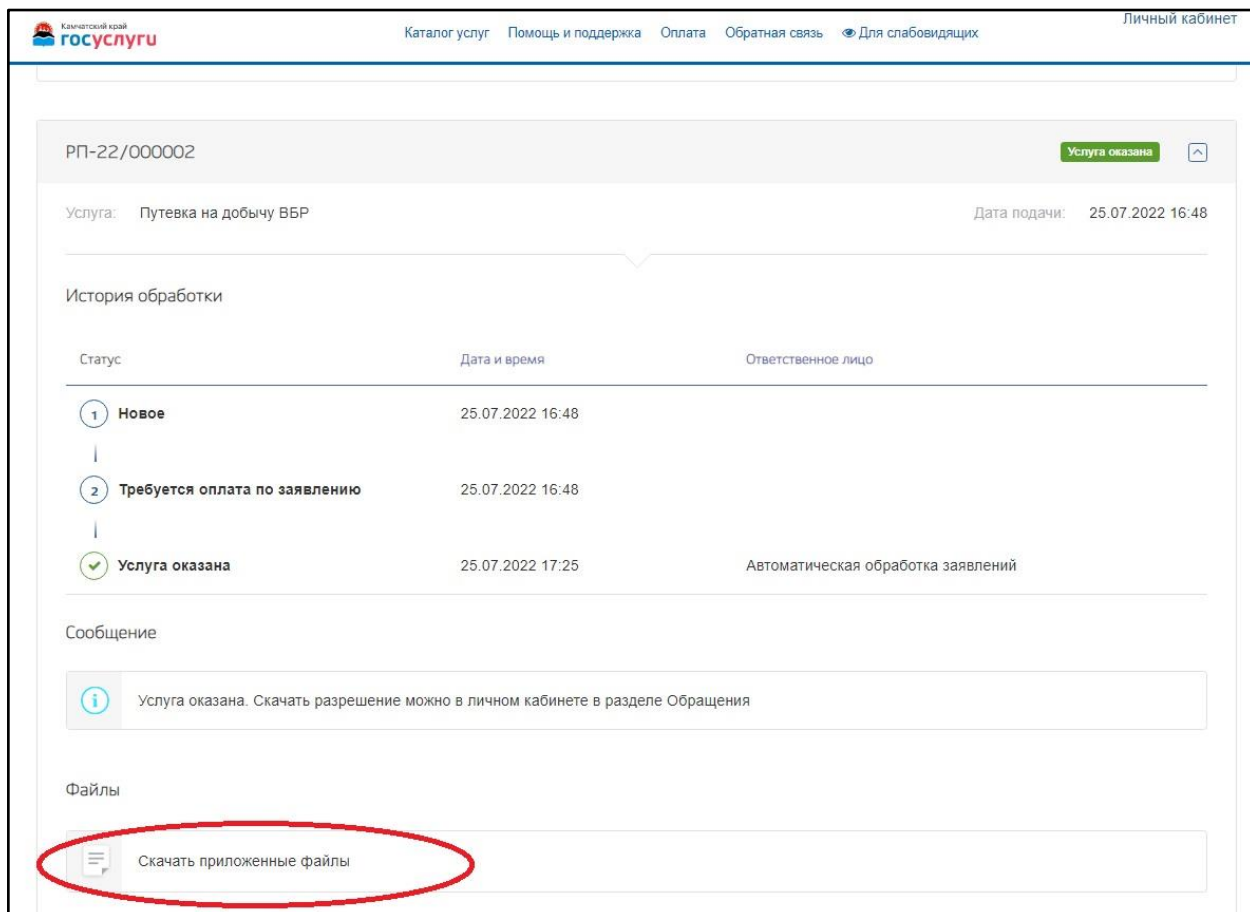 Личный кабинет
Камчатский край
госуслуги
Каталог услуг Помощь и поддержка Оплата Обратная связь Для слабовидящих
РП-22/000002 Услуга оказана
Услуга: Путевка на добычу ВБР Дата подачи: 25.07.2022 16:48
История обработки
Статус Дата и время Ответственное лицо
1 Новое 25.07.2022 16:48
2 Требуется оплата по заявлению 25.07.2022 16:48
Услуга оказана 25.07.2022 17:25 Автоматическая обработка заявлений
Сообщение
Услуга оказана. Скачать разрешение можно в личном кабинете в разделе Обращения
Файлы
Скачать приложенные файлы